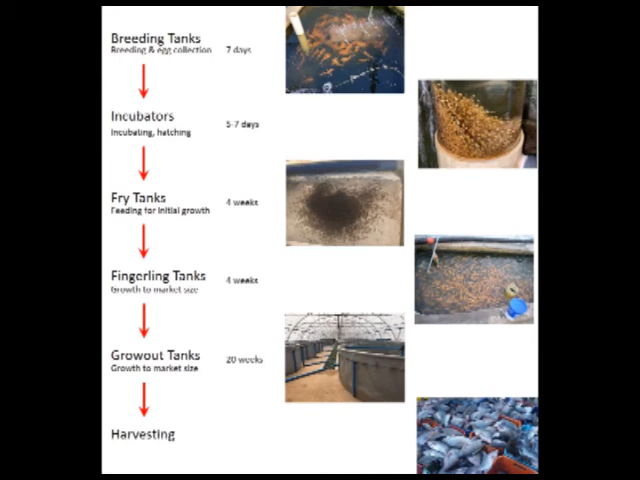 Breeding Tanks
Breeding & egg collection 7 days
Incubators
Incubating, hatching 5-7 days
Fry Tanks
Feeding for initial growth 4 weeks
Fingerling Tanks
Growth to market size 4 weeks
Growout Tanks
Growth to market size 20 weeks
Harvesting